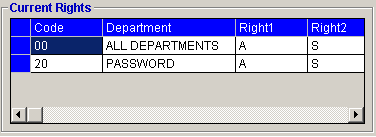 Current Rights
Code Department Right1 Right2
00 ALL DEPARTMENTS A S
20 PASSWORD A S